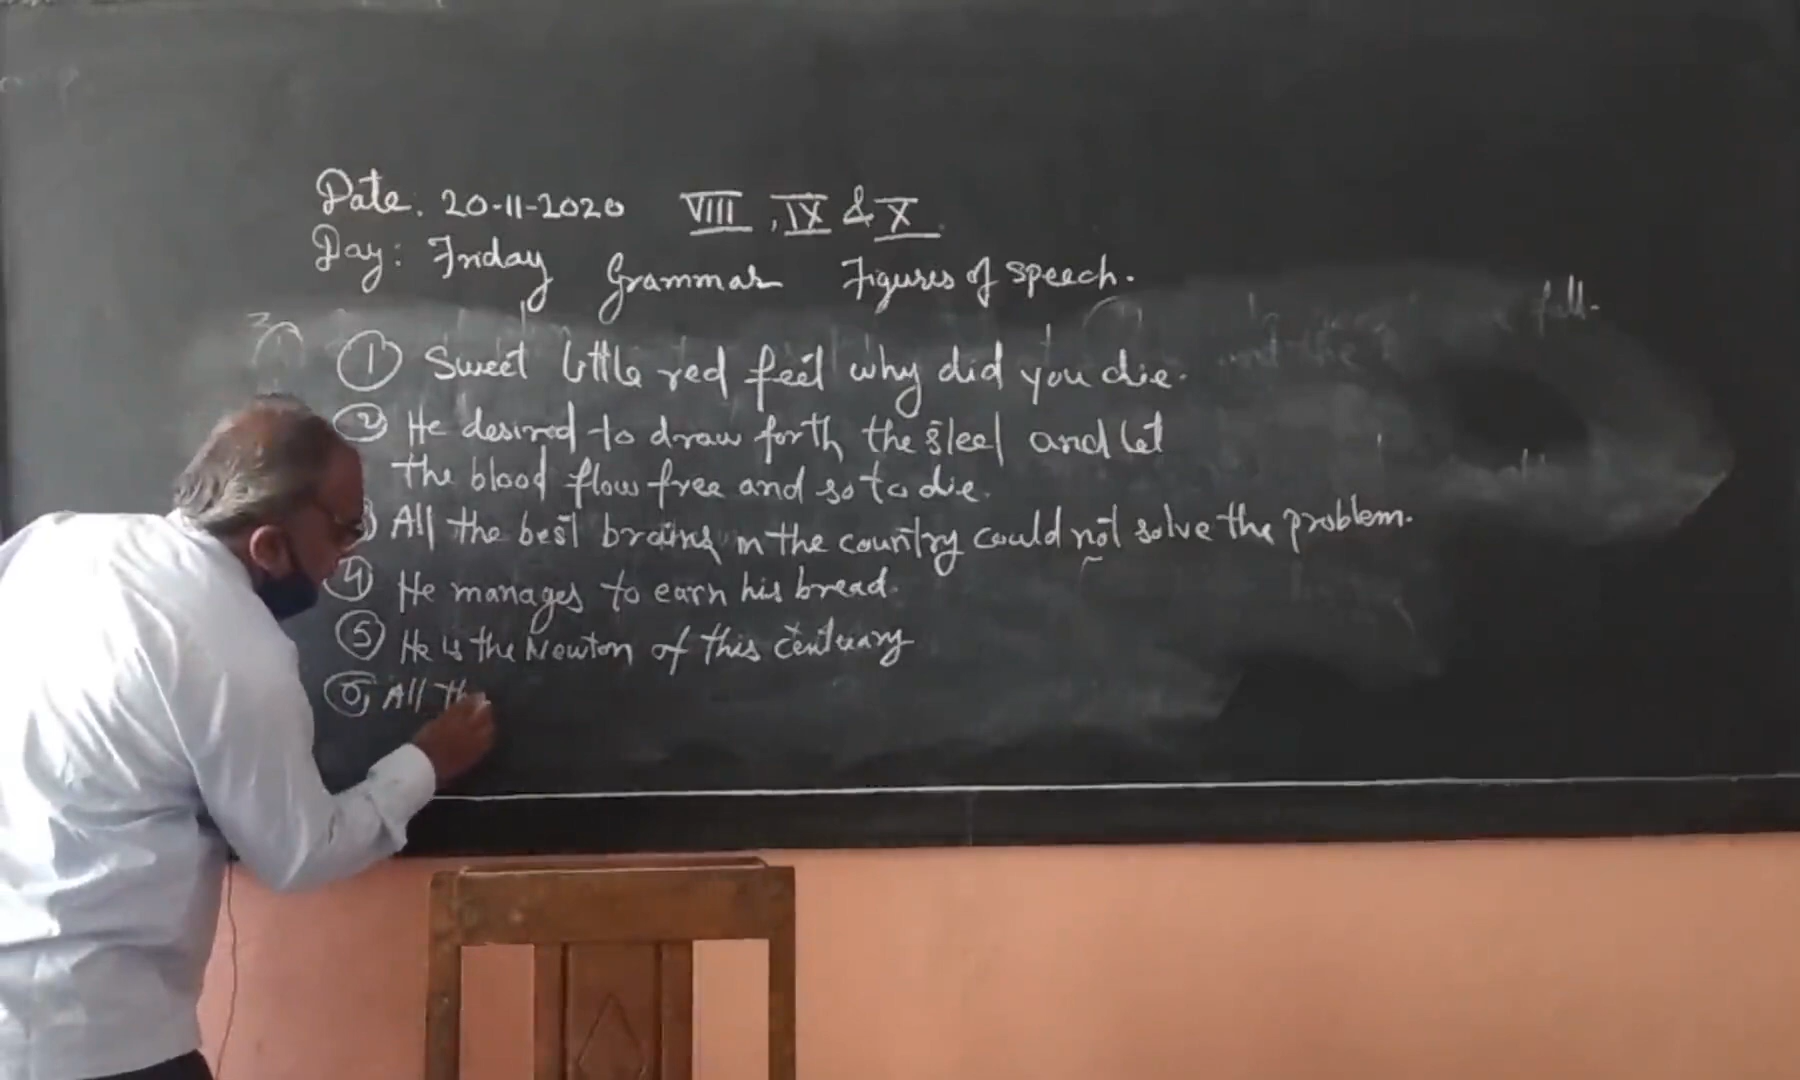 Date. 20-11-2020 VIII, IX & X
Day: Friday Grammar Figures of speech.
① Sweet little red feet why did you die.
② He desired to draw forth the steel and let
the blood flow free and so to die.
All the best brains in the country could not solve the problem.
④ He manages to earn his bread.
⑤ He is the Newton of this centuary
⑥ All
fall.